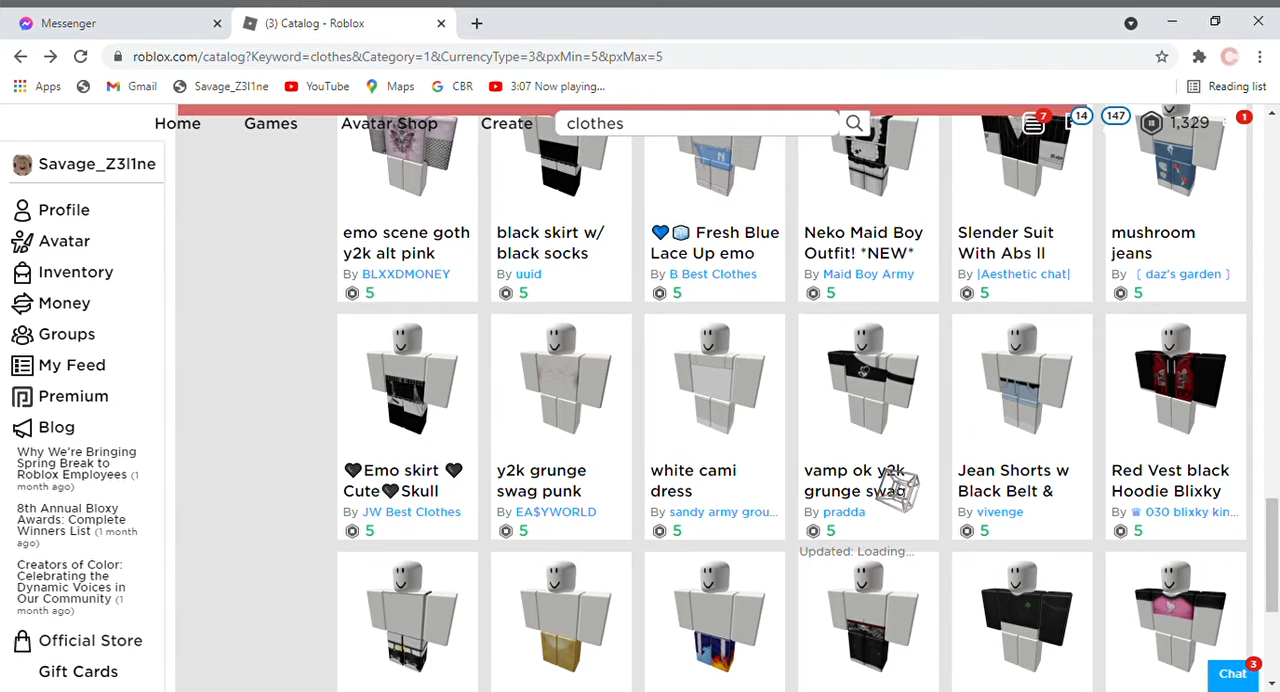 Messenger
(3) Catalog - Roblox
roblox.com/catalog?Keyword=clothes&Category=1&CurrencyType=3&pxMin=5&pxMax=5
Apps
Gmail
Savage_Z3l1ne
YouTube
Maps
CBR
3:07 Now playing...
Reading list
Home
Games
Avatar Shop
Create
clothes
7
14
147
1,329
1
Savage_Z3l1ne
Profile
Avatar
Inventory
Money
Groups
My Feed
Premium
Blog
Why We're Bringing
Spring Break to
Roblox Employees (1
month ago)
8th Annual Bloxy
Awards: Complete
Winners List (1 month
ago)
Creators of Color:
Celebrating the
Dynamic Voices in
Our Community (1
month ago)
Official Store
Gift Cards
emo scene goth
y2k alt pink
By BLXXDMONEY
5
black skirt w/
black socks
By uuid
5
💙🧊 Fresh Blue
Lace Up emo
By B Best Clothes
5
Neko Maid Boy
Outfit! *NEW*
By Maid Boy Army
5
Slender Suit
With Abs ll
By |Aesthetic chat|
5
mushroom
jeans
By 〔 daz's garden 〕
5
🖤Emo skirt 🖤
Cute🖤Skull
By JW Best Clothes
5
y2k grunge
swag punk
By EA$YWORLD
5
white cami
dress
By sandy army grou...
5
vamp ok y2k
grunge swag
By pradda
5
Updated: Loading...
Jean Shorts w
Black Belt &
By vivenge
5
Red Vest black
Hoodie Blixky
By ♕ 030 blixky kin...
5
Chat
3